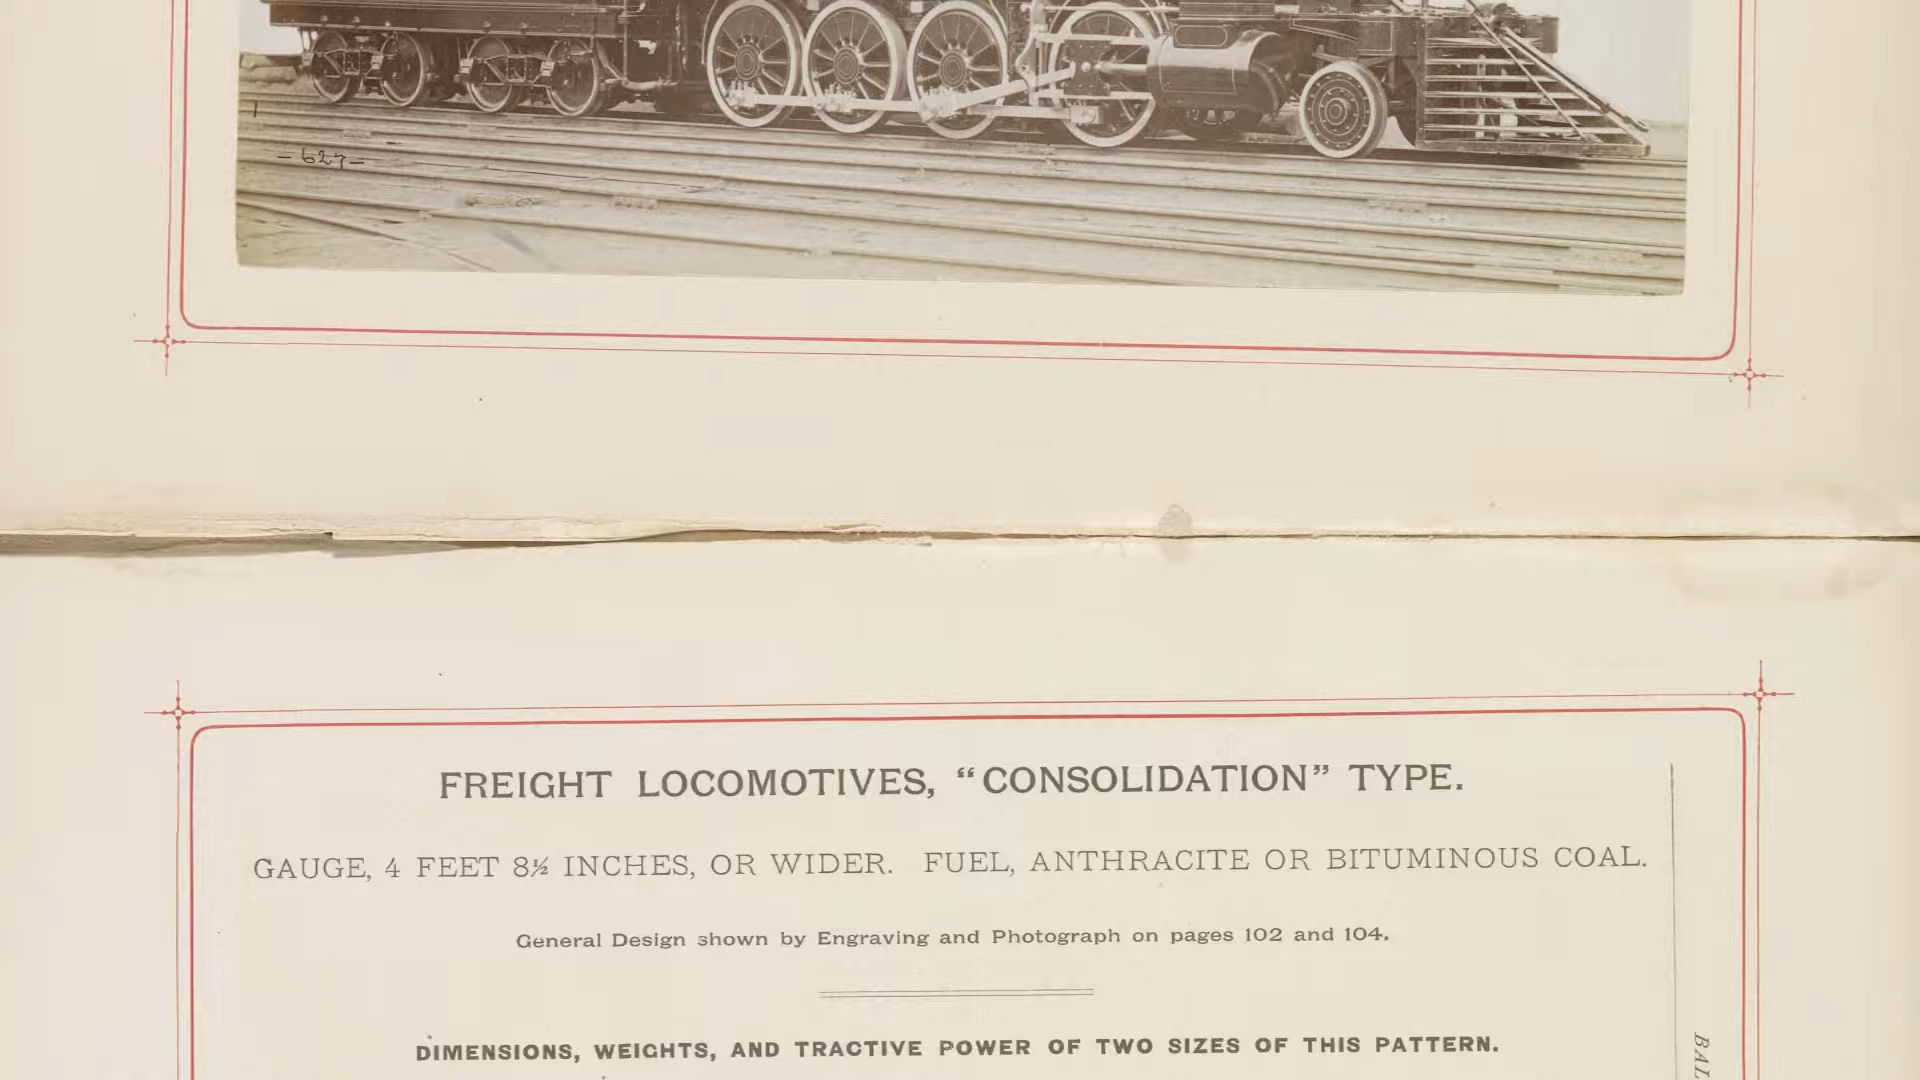 – 627 –
FREIGHT LOCOMOTIVES, “CONSOLIDATION” TYPE.
GAUGE, 4 FEET 8½ INCHES, OR WIDER. FUEL, ANTHRACITE OR BITUMINOUS COAL.
General Design shown by Engraving and Photograph on pages 102 and 104.
DIMENSIONS, WEIGHTS, AND TRACTIVE POWER OF TWO SIZES OF THIS PATTERN.